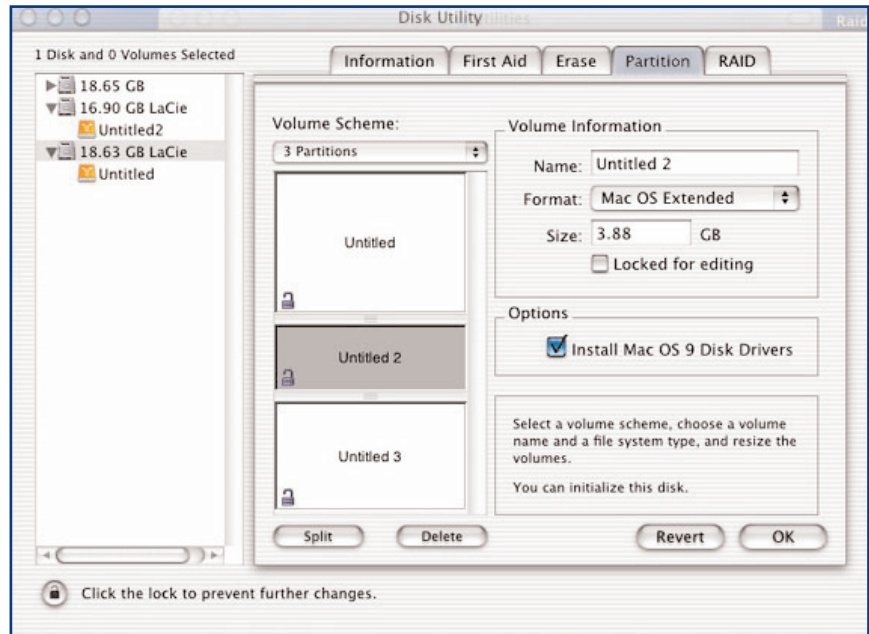 Disk Utility
1 Disk and 0 Volumes Selected
18.65 GB
16.90 GB LaCie
Untitled2
18.63 GB LaCie
Untitled
Information
First Aid
Erase
Partition
RAID
Volume Scheme:
3 Partitions
Untitled
Untitled 2
Untitled 3
Split
Delete
Volume Information
Name:
Untitled 2
Format:
Mac OS Extended
Size:
3.88
GB
Locked for editing
Options
Install Mac OS 9 Disk Drivers
Select a volume scheme, choose a volume
name and a file system type, and resize the
volumes.
You can initialize this disk.
Revert
OK
Click the lock to prevent further changes.